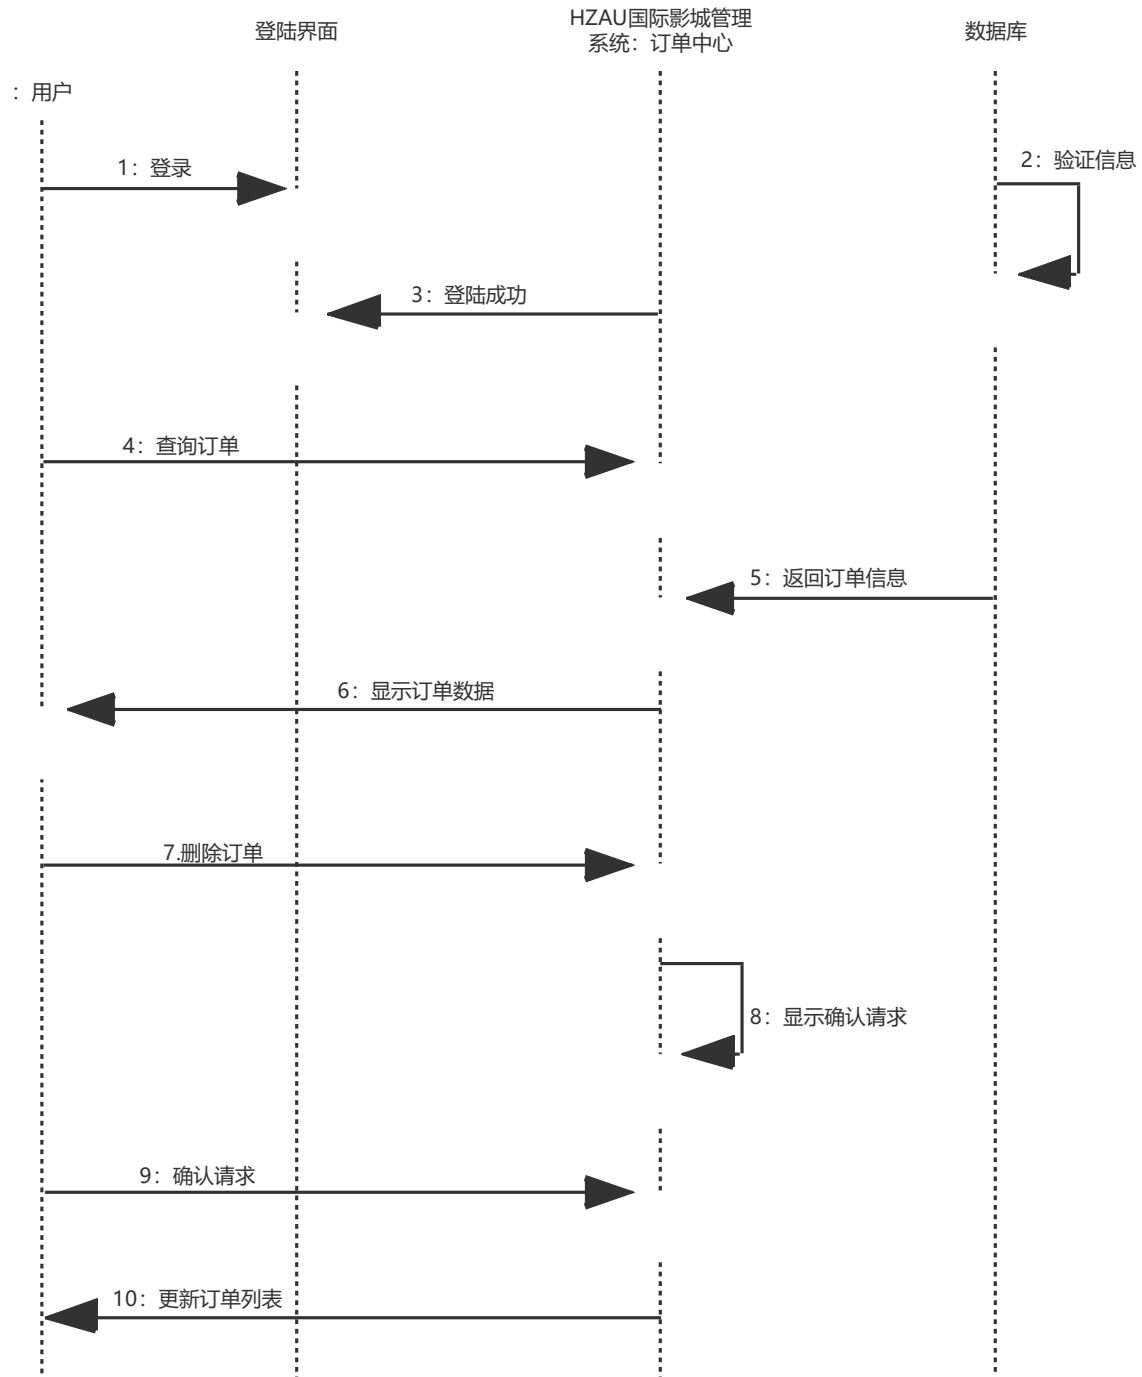 登陆界面
HZAU国际影城管理
系统：订单中心
数据库
：用户
1：登录
2：验证信息
3：登陆成功
4：查询订单
5：返回订单信息
6：显示订单数据
7.删除订单
8：显示确认请求
9：确认请求
10：更新订单列表